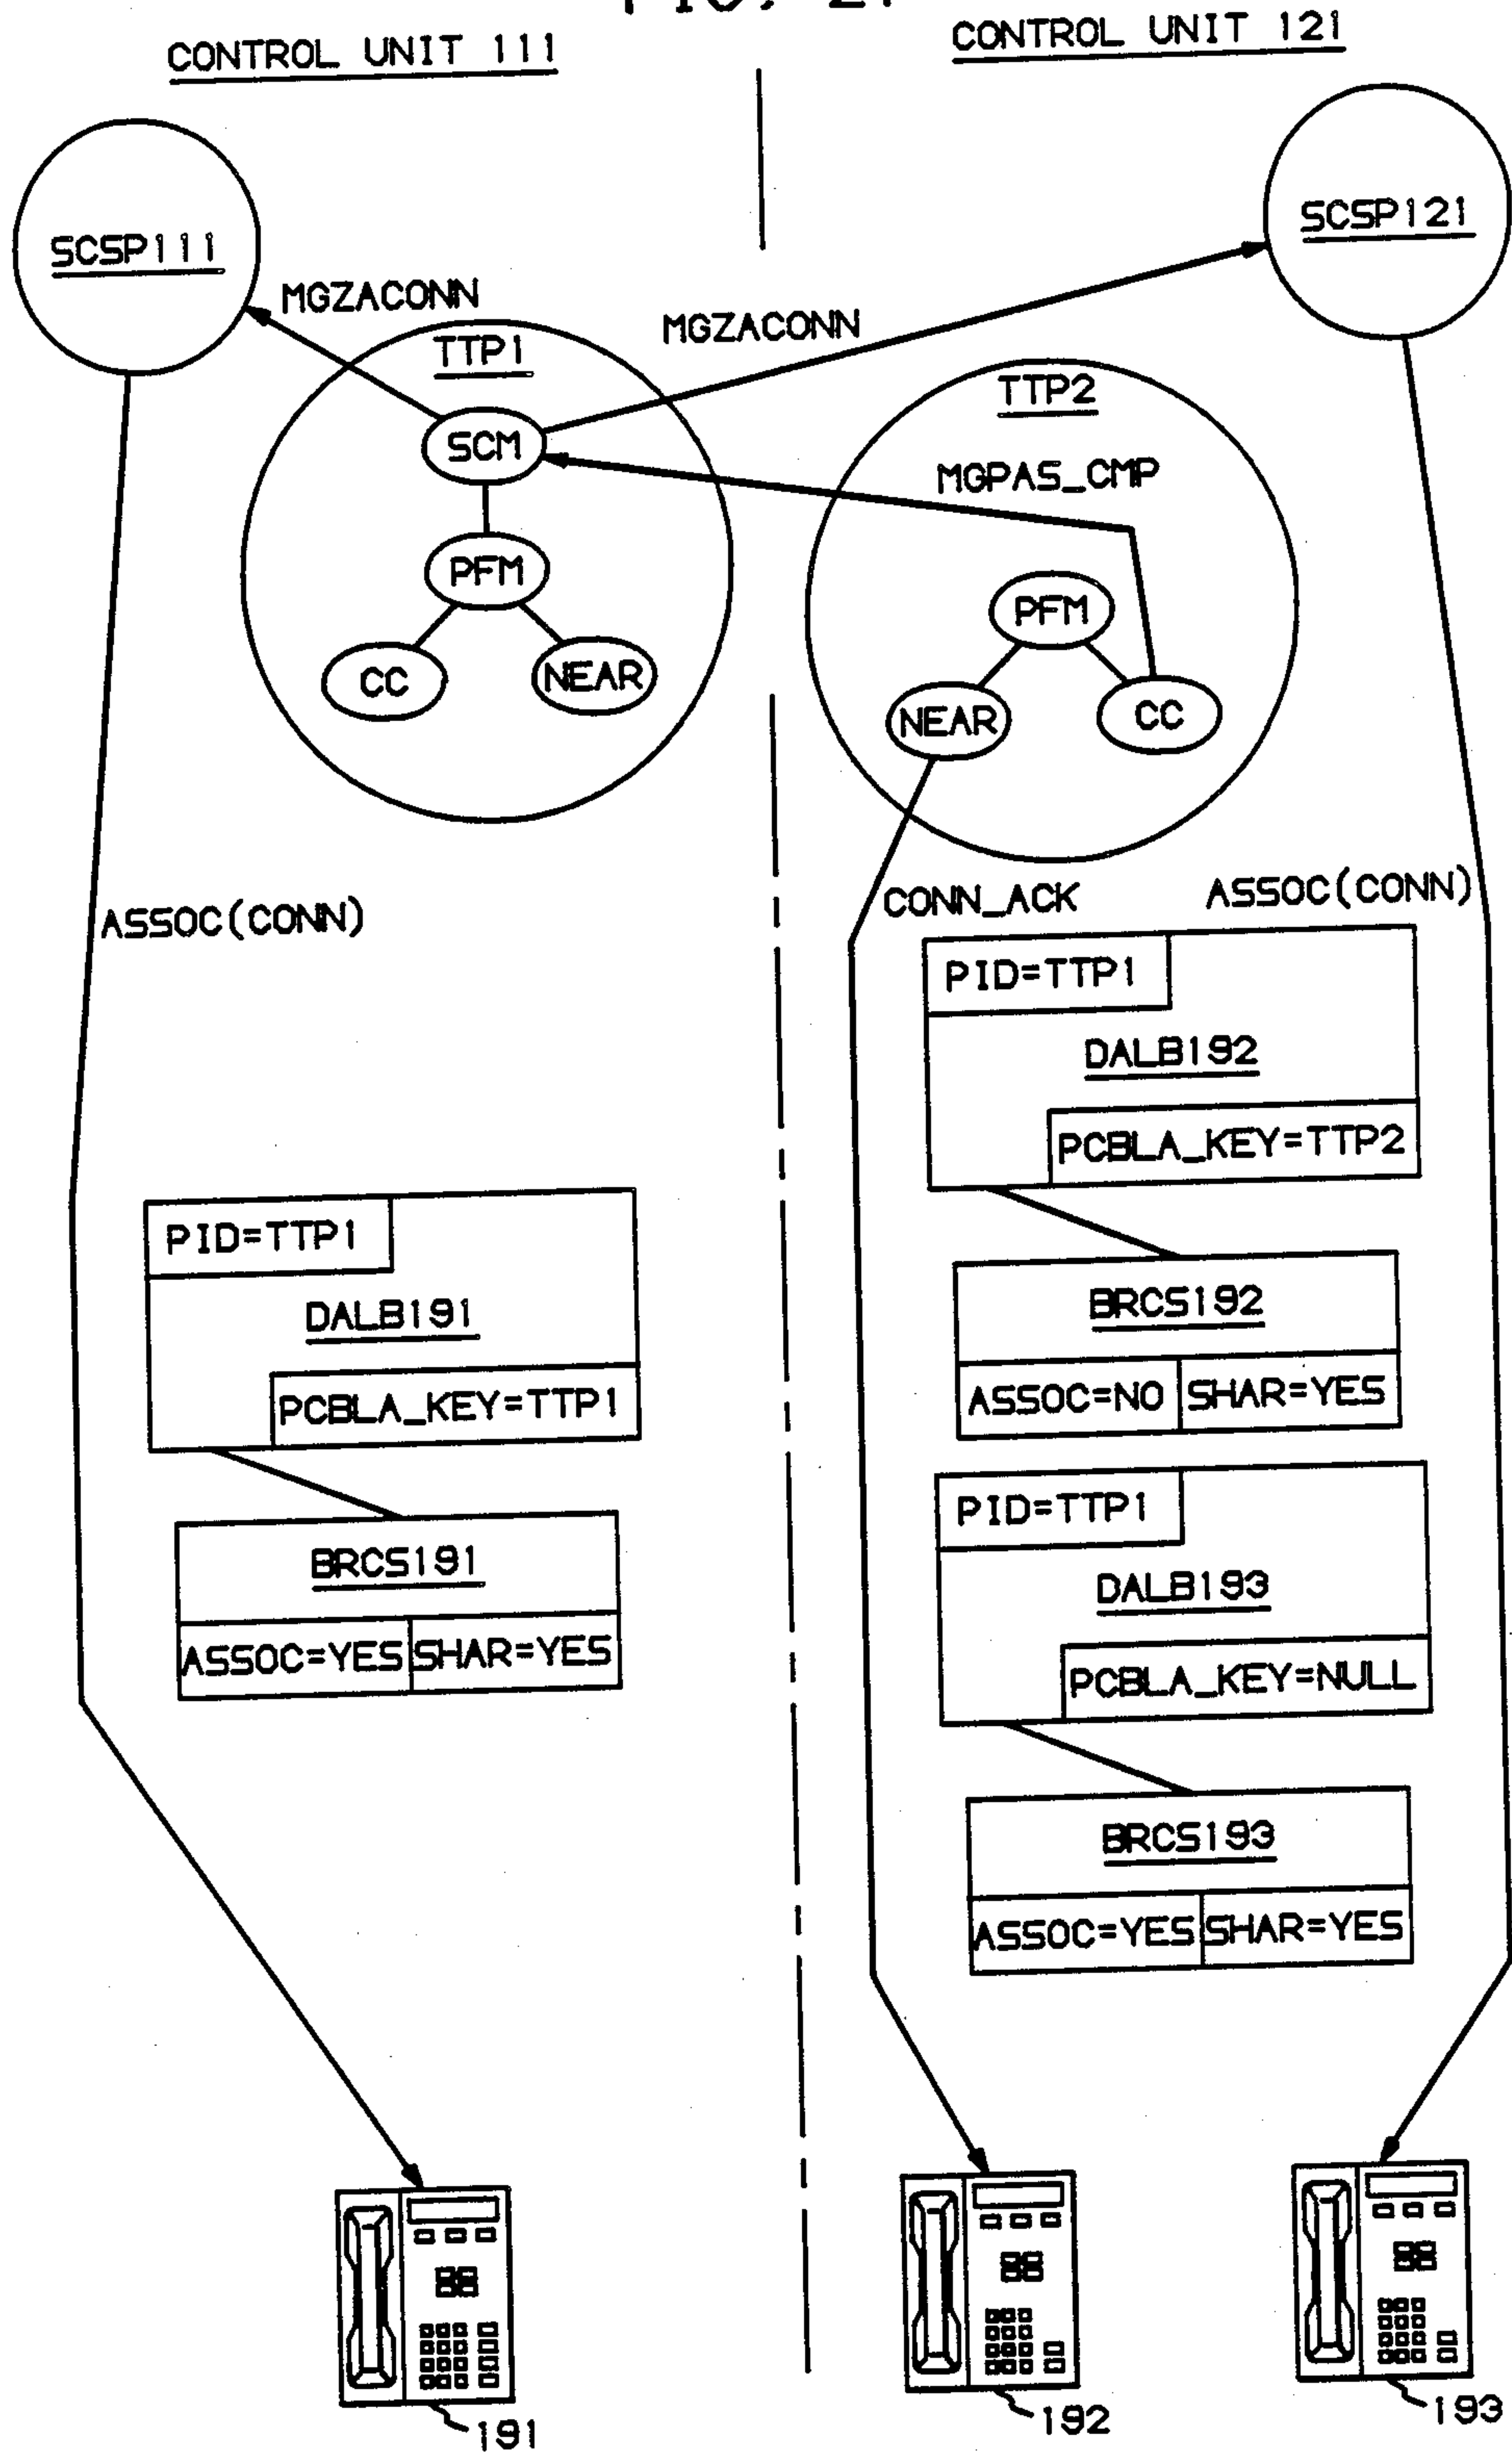 CONTROL UNIT 111
CONTROL UNIT 121
SCSP111
SCSP121
MGZACONN
MGZACONN
TTP1
TTP2
SCM
MGPAS_CMP
PFM
PFM
CC
NEAR
NEAR
CC
ASSOC(CONN)
CONN_ACK
ASSOC(CONN)
PID=TTP1
DALB192
PCBLA_KEY=TTP2
PID=TTP1
DALB191
PCBLA_KEY=TTP1
BRCS192
ASSOC=NO SHAR=YES
PID=TTP1
DALB193
PCBLA_KEY=NULL
BRCS191
ASSOC=YES SHAR=YES
BRCS193
ASSOC=YES SHAR=YES
191
192
193